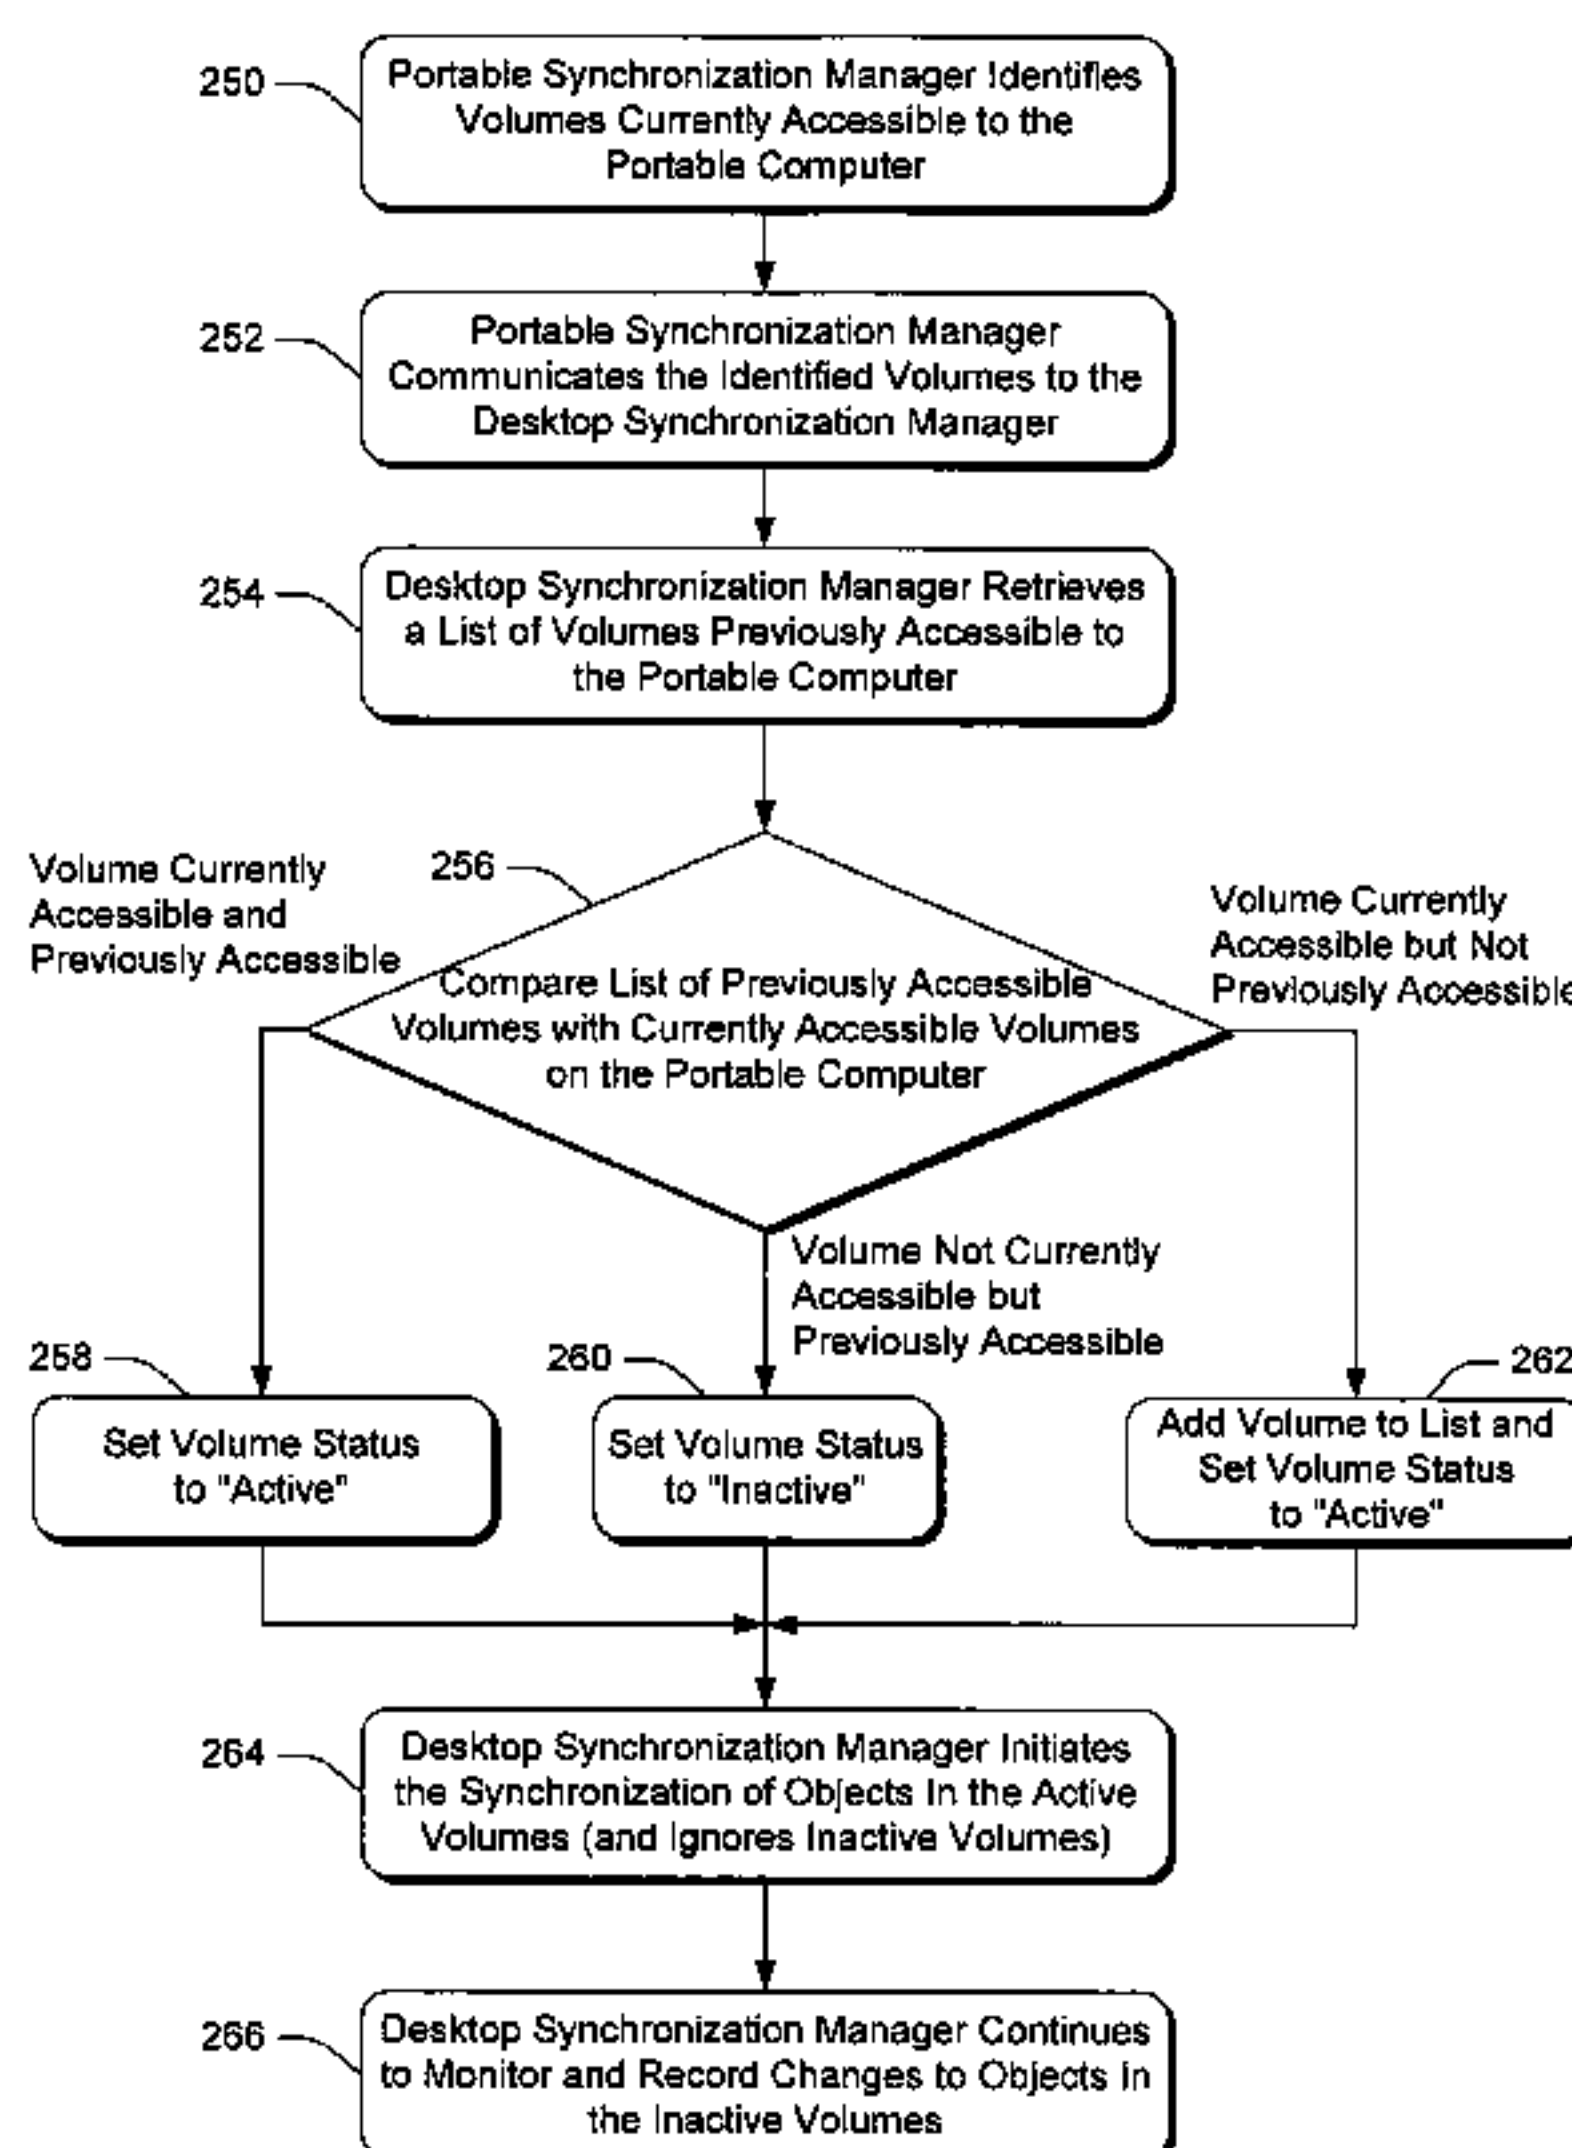 250
Portable Synchronization Manager Identifies
Volumes Currently Accessible to the
Portable Computer
252
Portable Synchronization Manager
Communicates the Identified Volumes to the
Desktop Synchronization Manager
254
Desktop Synchronization Manager Retrieves
a List of Volumes Previously Accessible to
the Portable Computer
Volume Currently
Accessible and
Previously Accessible
256
Volume Currently
Accessible but Not
Previously Accessible
Compare List of Previously Accessible
Volumes with Currently Accessible Volumes
on the Portable Computer
Volume Not Currently
Accessible but
Previously Accessible
258
Set Volume Status
to "Active"
260
Set Volume Status
to "Inactive"
262
Add Volume to List and
Set Volume Status
to "Active"
264
Desktop Synchronization Manager Initiates
the Synchronization of Objects In the Active
Volumes (and Ignores Inactive Volumes)
266
Desktop Synchronization Manager Continues
to Monitor and Record Changes to Objects In
the Inactive Volumes